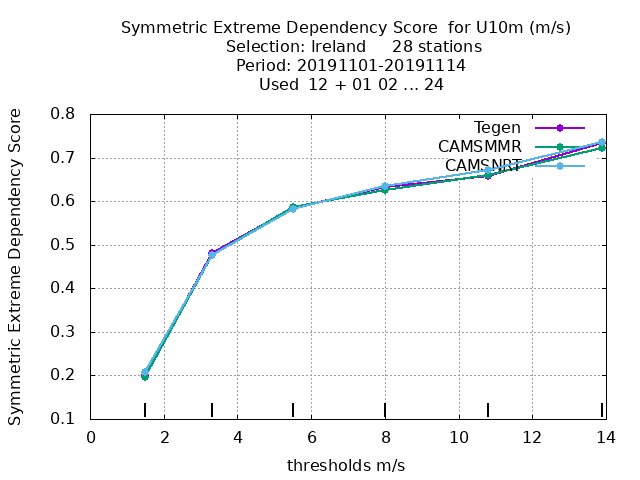 Symmetric Extreme Dependency Score  for U10m (m/s)
Selection: Ireland     28 stations
Period: 20191101-20191114
Used  12 + 01 02 ... 24
Symmetric Extreme Dependency Score
0.8
0.7
0.6
0.5
0.4
0.3
0.2
0.1
Tegen
CAMSMMR
CAMSNRT
0 2 4 6 8 10 12 14
thresholds m/s